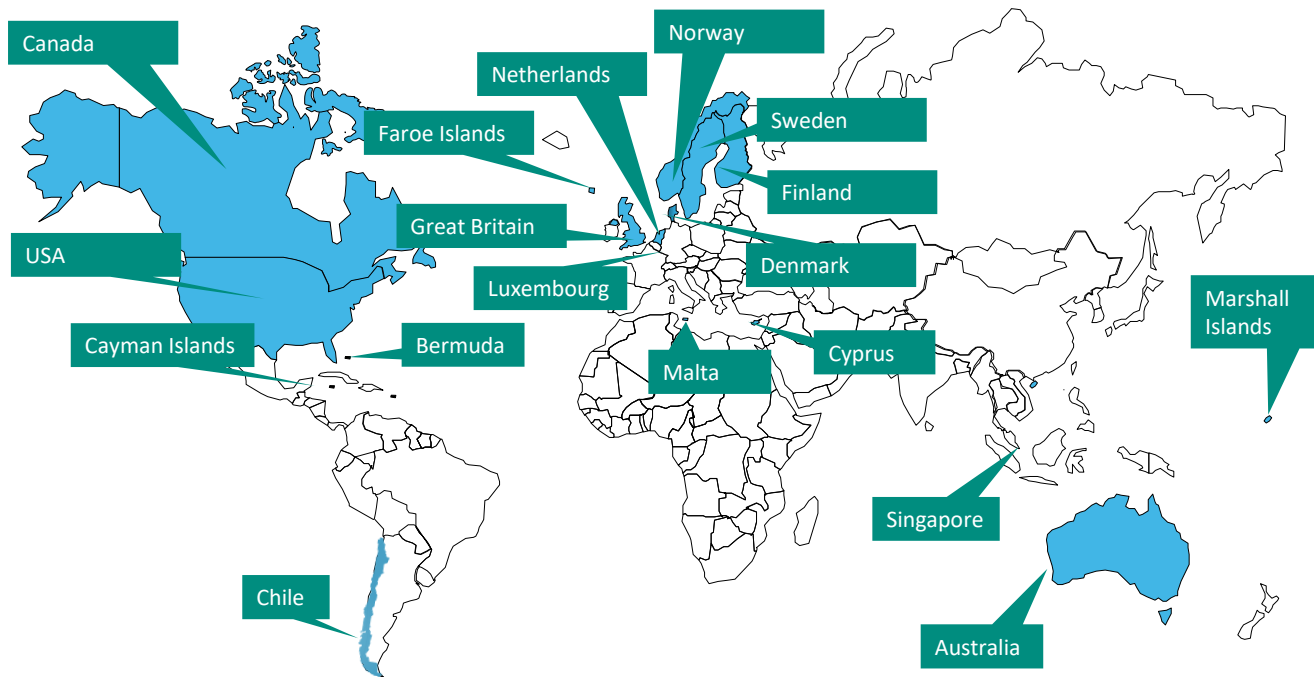 Canada
Norway
Netherlands
Faroe Islands
Sweden
Finland
Great Britain
USA
Luxembourg
Denmark
Marshall
Islands
Cayman Islands
Bermuda
Malta
Cyprus
Singapore
Chile
Australia